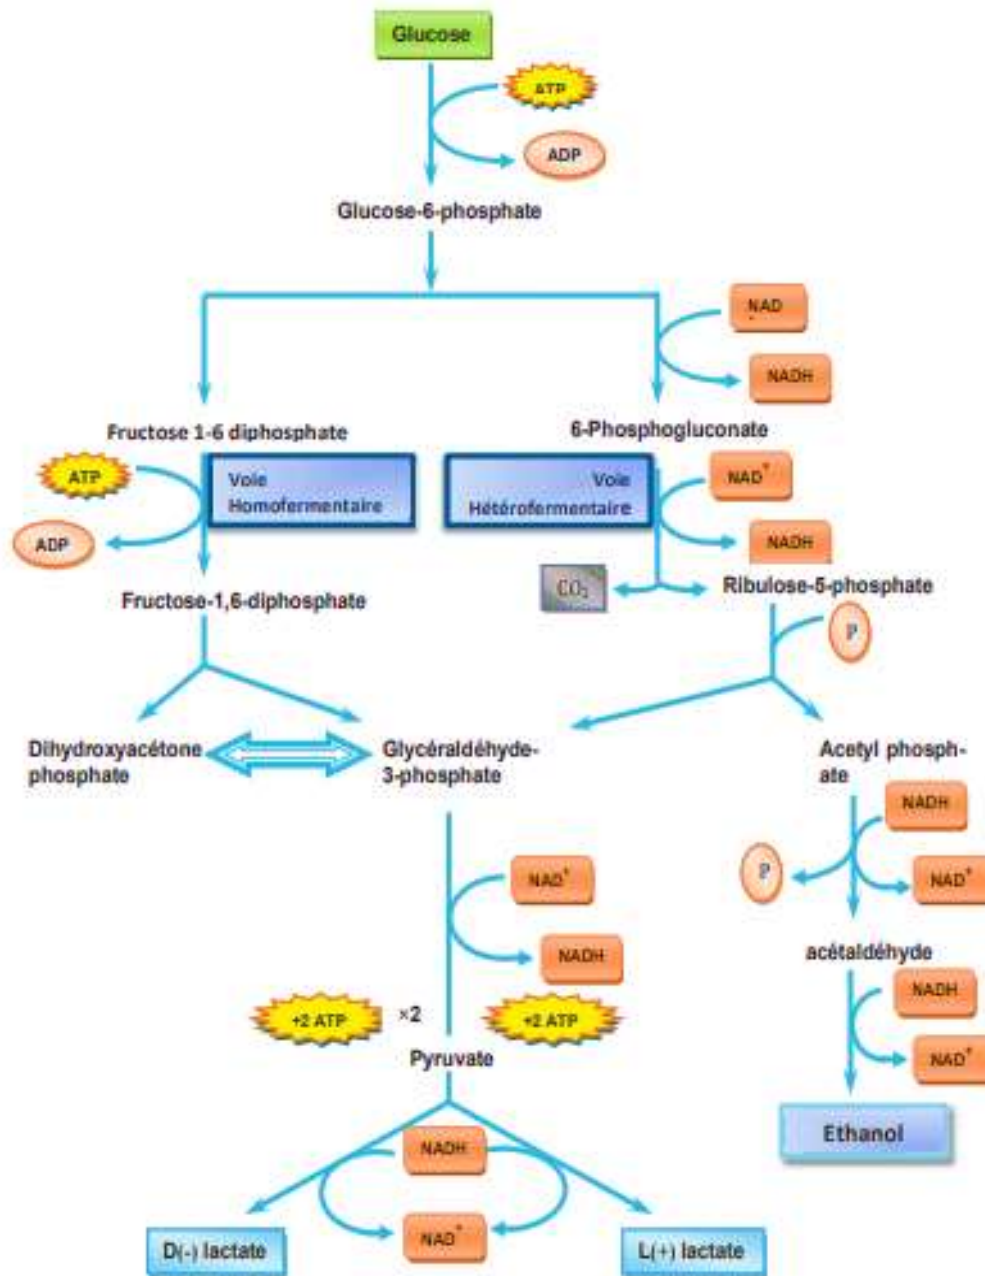 Glucose
ATP
ADP
Glucose-6-phosphate
NAD
NADH
Fructose 1-6 diphosphate
6-Phosphogluconate
ATP
Voie
Homofermentaire
Voie
Hétérofermentaire
NAD+
ADP
NADH
CO2
Ribulose-5-phosphate
Fructose-1,6-diphosphate
P
Dihydroxyacétone
phosphate
Glycéraldéhyde-
3-phosphate
Acetyl phosph-
ate
NADH
P
NAD+
NAD+
NADH
acétaldéhyde
NADH
+2 ATP
×2
+2 ATP
NAD+
Pyruvate
Ethanol
NADH
D(-) lactate
NAD+
L(+) lactate